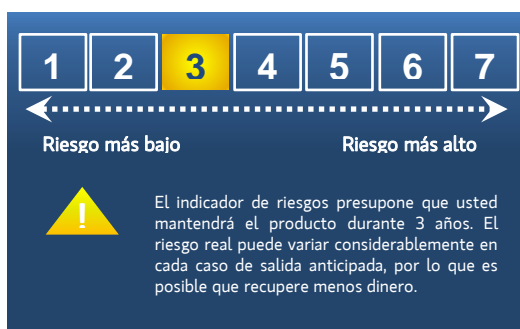 1 2 3 4 5 6 7
Riesgo más bajo Riesgo más alto
!
El indicador de riesgos presupone que usted
mantendrá el producto durante 3 años. El
riesgo real puede variar considerablemente en
cada caso de salida anticipada, por lo que es
posible que recupere menos dinero.